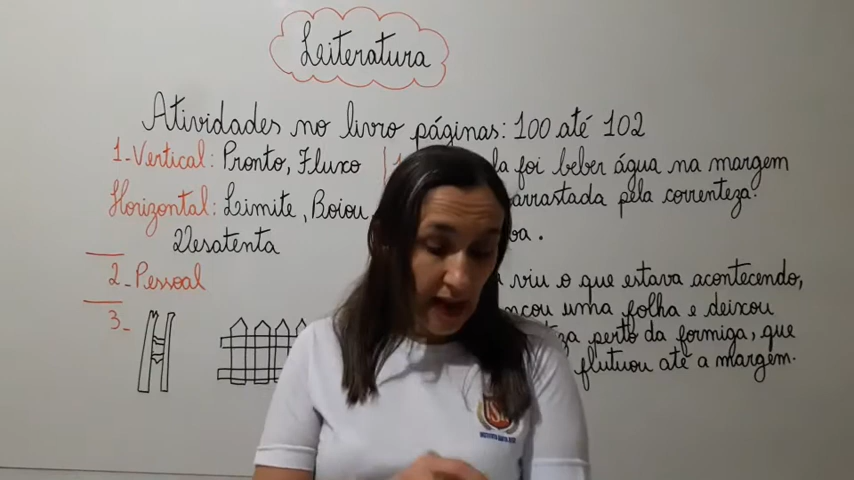 Leiteratura
Atividades no livro páginas: 100 até 102
1-Vertical: Pronto, Fluxo
foi beber água na margem
Horizontal: Limite, Boiou,
arrastada pela correnteza.
Desatenta
2-Pessoal
viu o que estava acontecendo,
uma folha e deixou
3-
perto da formiga, que
flutuou até a margem.